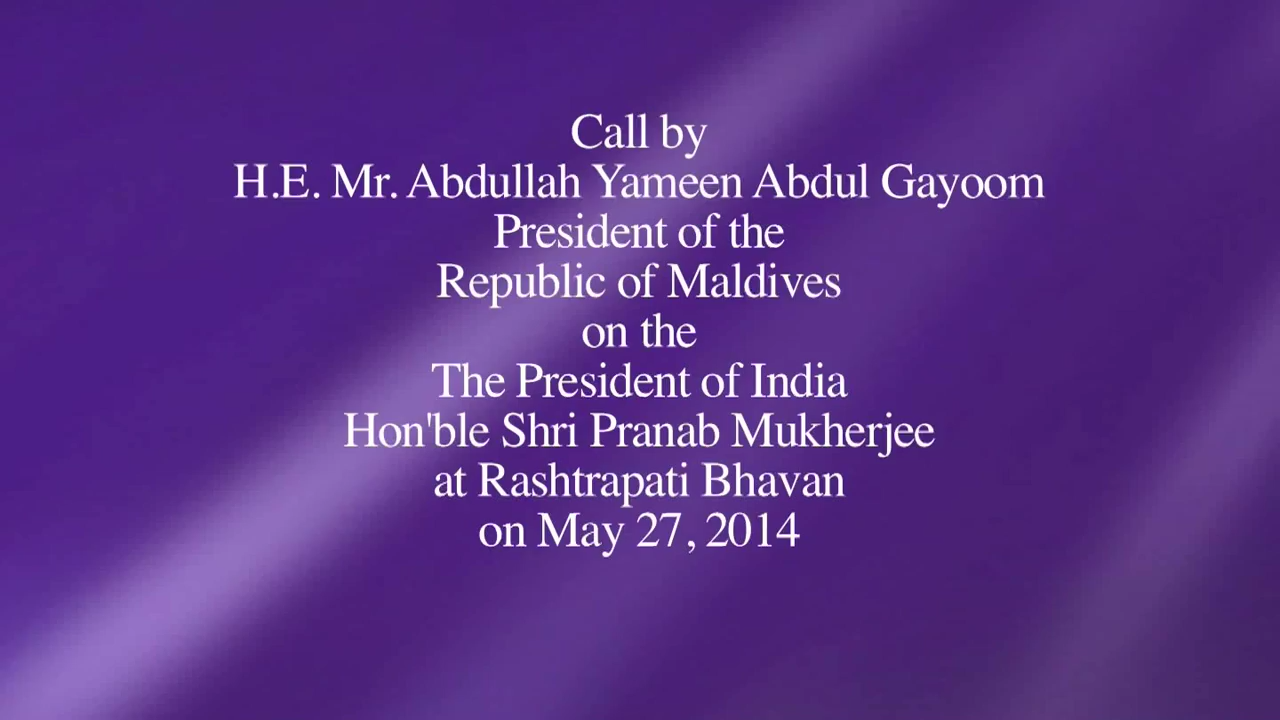 Call by
H.E. Mr. Abdullah Yameen Abdul Gayoom
President of the
Republic of Maldives
on the
The President of India
Hon'ble Shri Pranab Mukherjee
at Rashtrapati Bhavan
on May 27, 2014